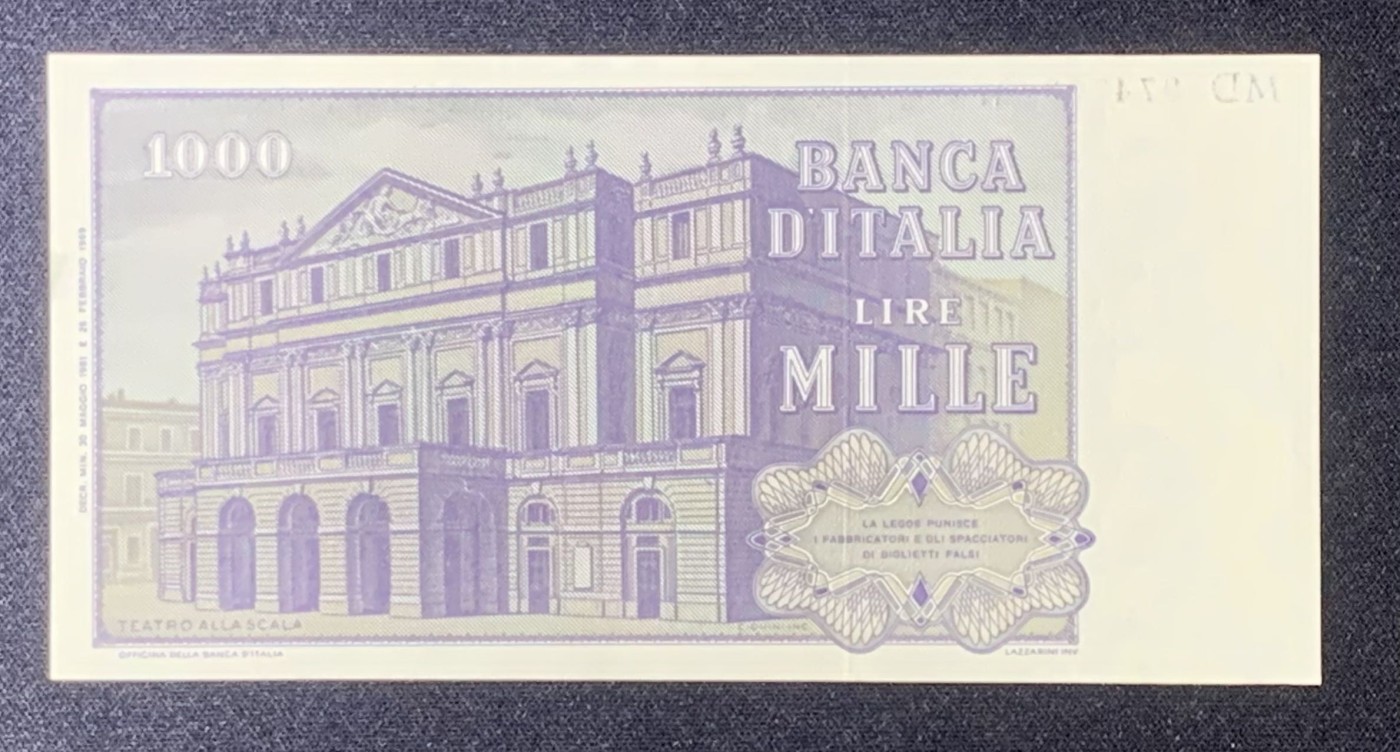 1000
BANCA
D'ITALIA
LIRE
MILLE
LA LEGGE PUNISCE
I FABBRICATORI E GLI SPACCIATORI
DI BIGLIETTI FALSI
DECR. MIN. 30 MAGGIO 1981 E 25 FEBBRAIO 1969
TEATRO ALLA SCALA
OFFICINA DELLA BANCA D'ITALIA
LAZZARINI INV